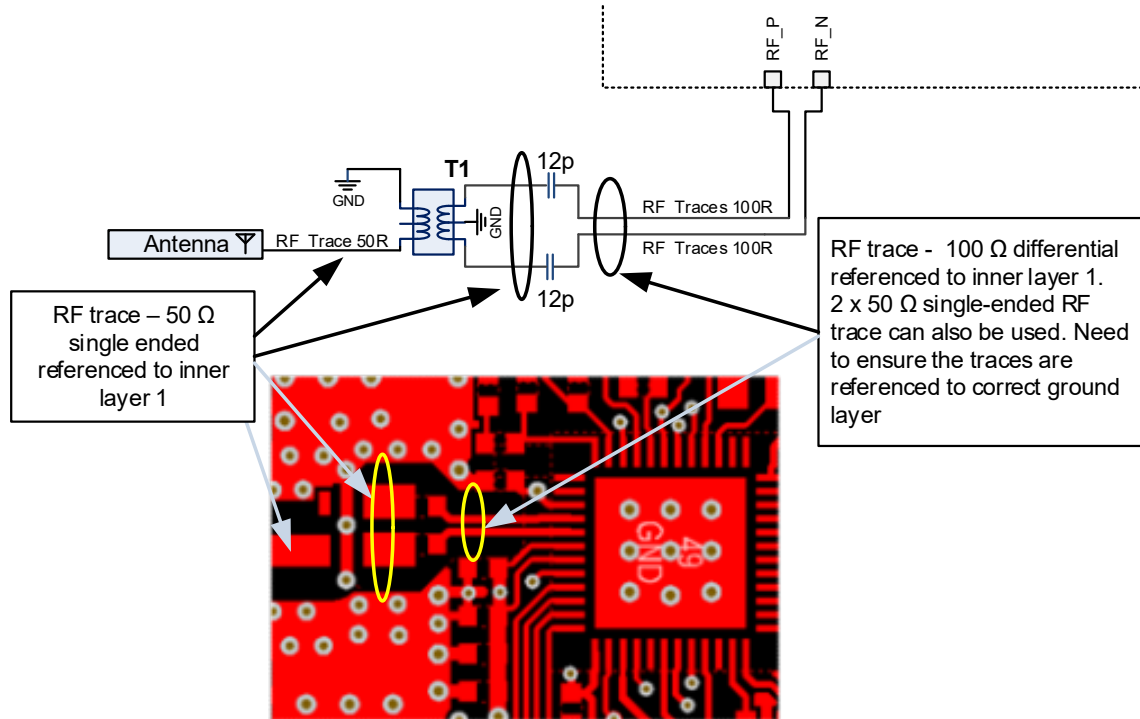 RF_P
RF_N
12p
T1
GND
GND
RF Traces 100R
Antenna
RF Trace 50R
RF Traces 100R
12p
RF trace – 50 Ω
single ended
referenced to inner
layer 1
RF trace - 100 Ω differential
referenced to inner layer 1.
2 x 50 Ω single-ended RF
trace can also be used. Need
to ensure the traces are
referenced to correct ground
layer
49
GND